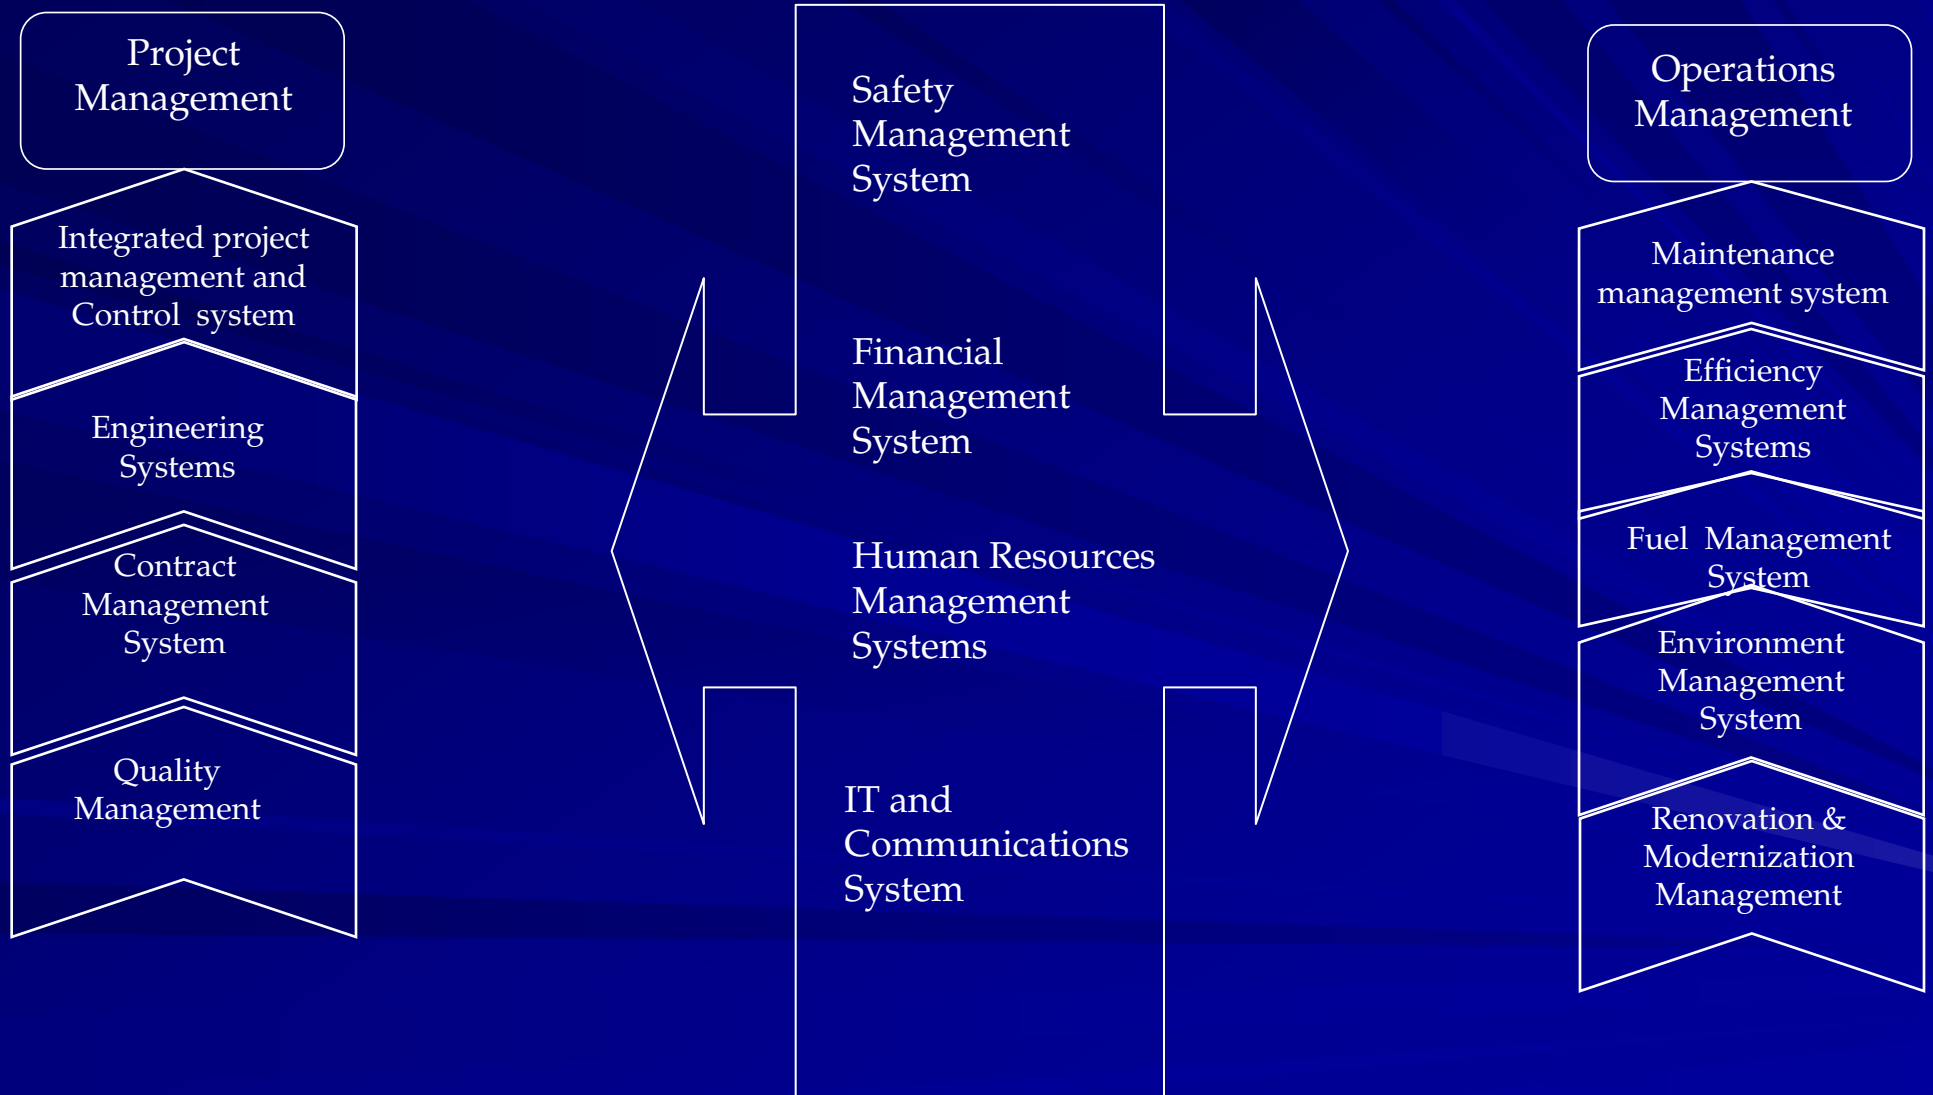 Project
Management
Integrated project
management and
Control system
Engineering
Systems
Contract
Management
System
Quality
Management
Safety
Management
System
Financial
Management
System
Human Resources
Management
Systems
IT and
Communications
System
Operations
Management
Maintenance
management system
Efficiency
Management
Systems
Fuel Management
System
Environment
Management
System
Renovation &
Modernization
Management